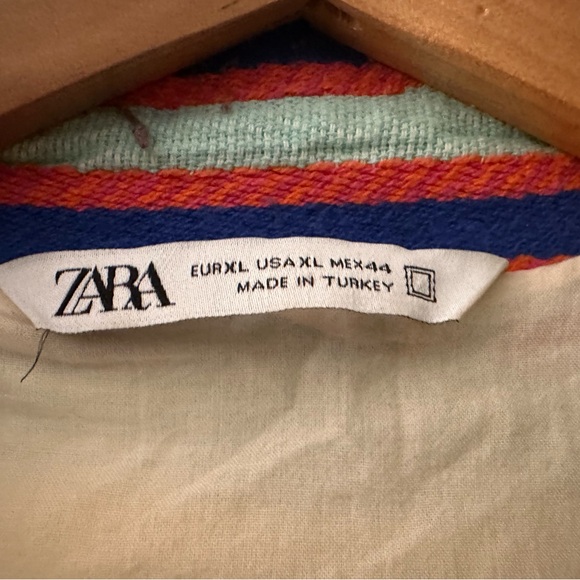 ZARA
EUR XL USA XL MEX 44
MADE IN TURKEY